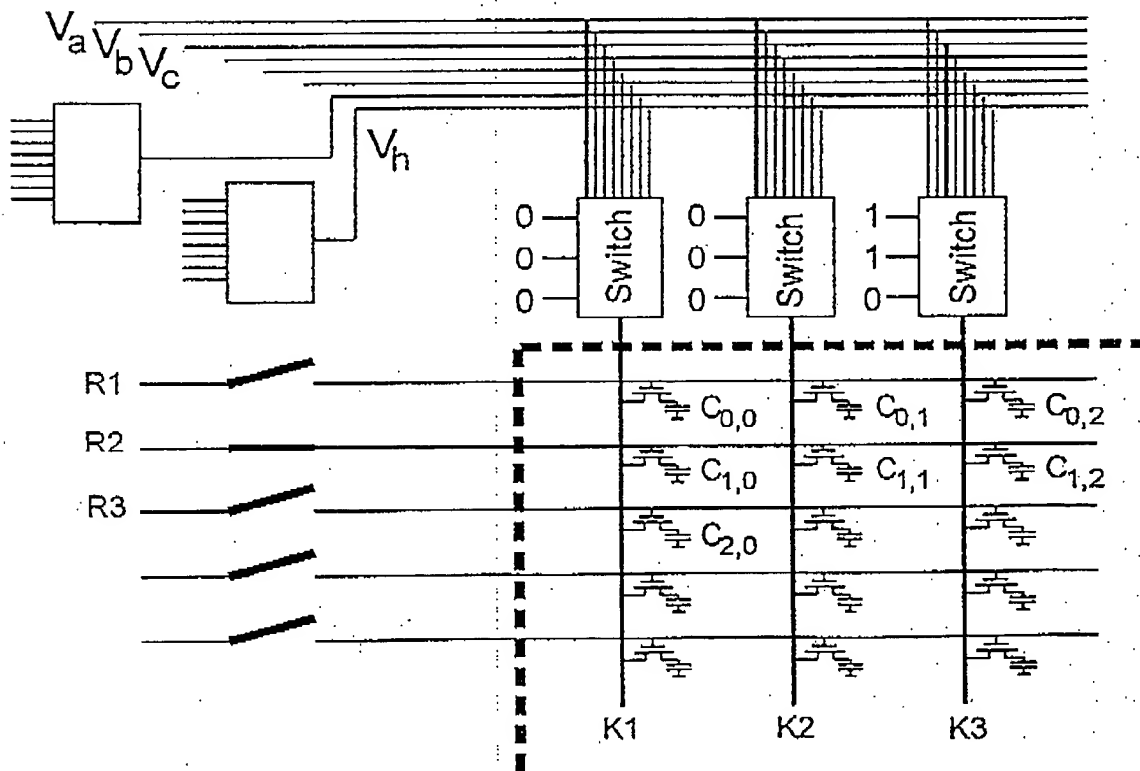 Va Vb Vc
Vh
0 0 1
0 0 1
0 0 0
Switch Switch Switch
R1
C0,0 C0,1 C0,2
R2
C1,0 C1,1 C1,2
R3
C2,0
K1 K2 K3